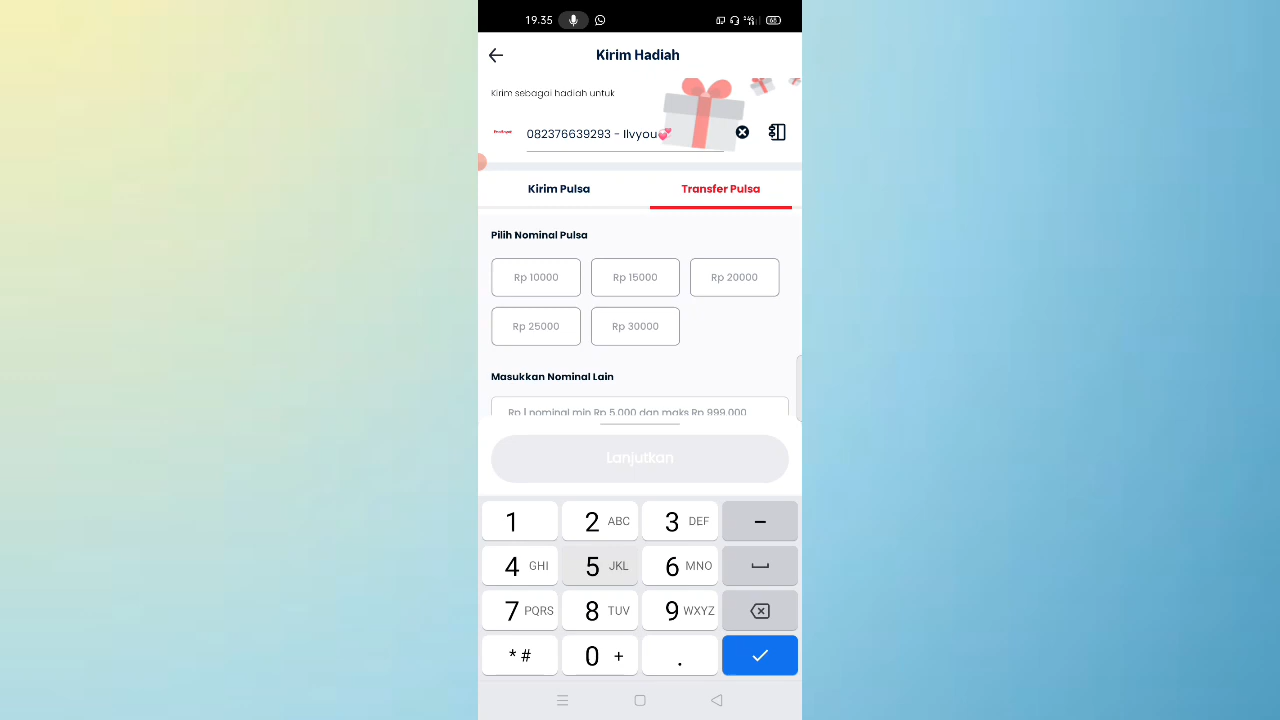 19.35
Kirim Hadiah
Kirim sebagai hadiah untuk
082376639293 - Ilvyou💞
Kirim Pulsa
Transfer Pulsa
Pilih Nominal Pulsa
Rp 10000
Rp 15000
Rp 20000
Rp 25000
Rp 30000
Masukkan Nominal Lain
Rp | nominal min Rp 5.000 dan maks Rp 999.000
Lanjutkan
1 2 ABC 3 DEF -
4 GHI 5 JKL 6 MNO
7 PQRS 8 TUV 9 WXYZ
*# 0 + .